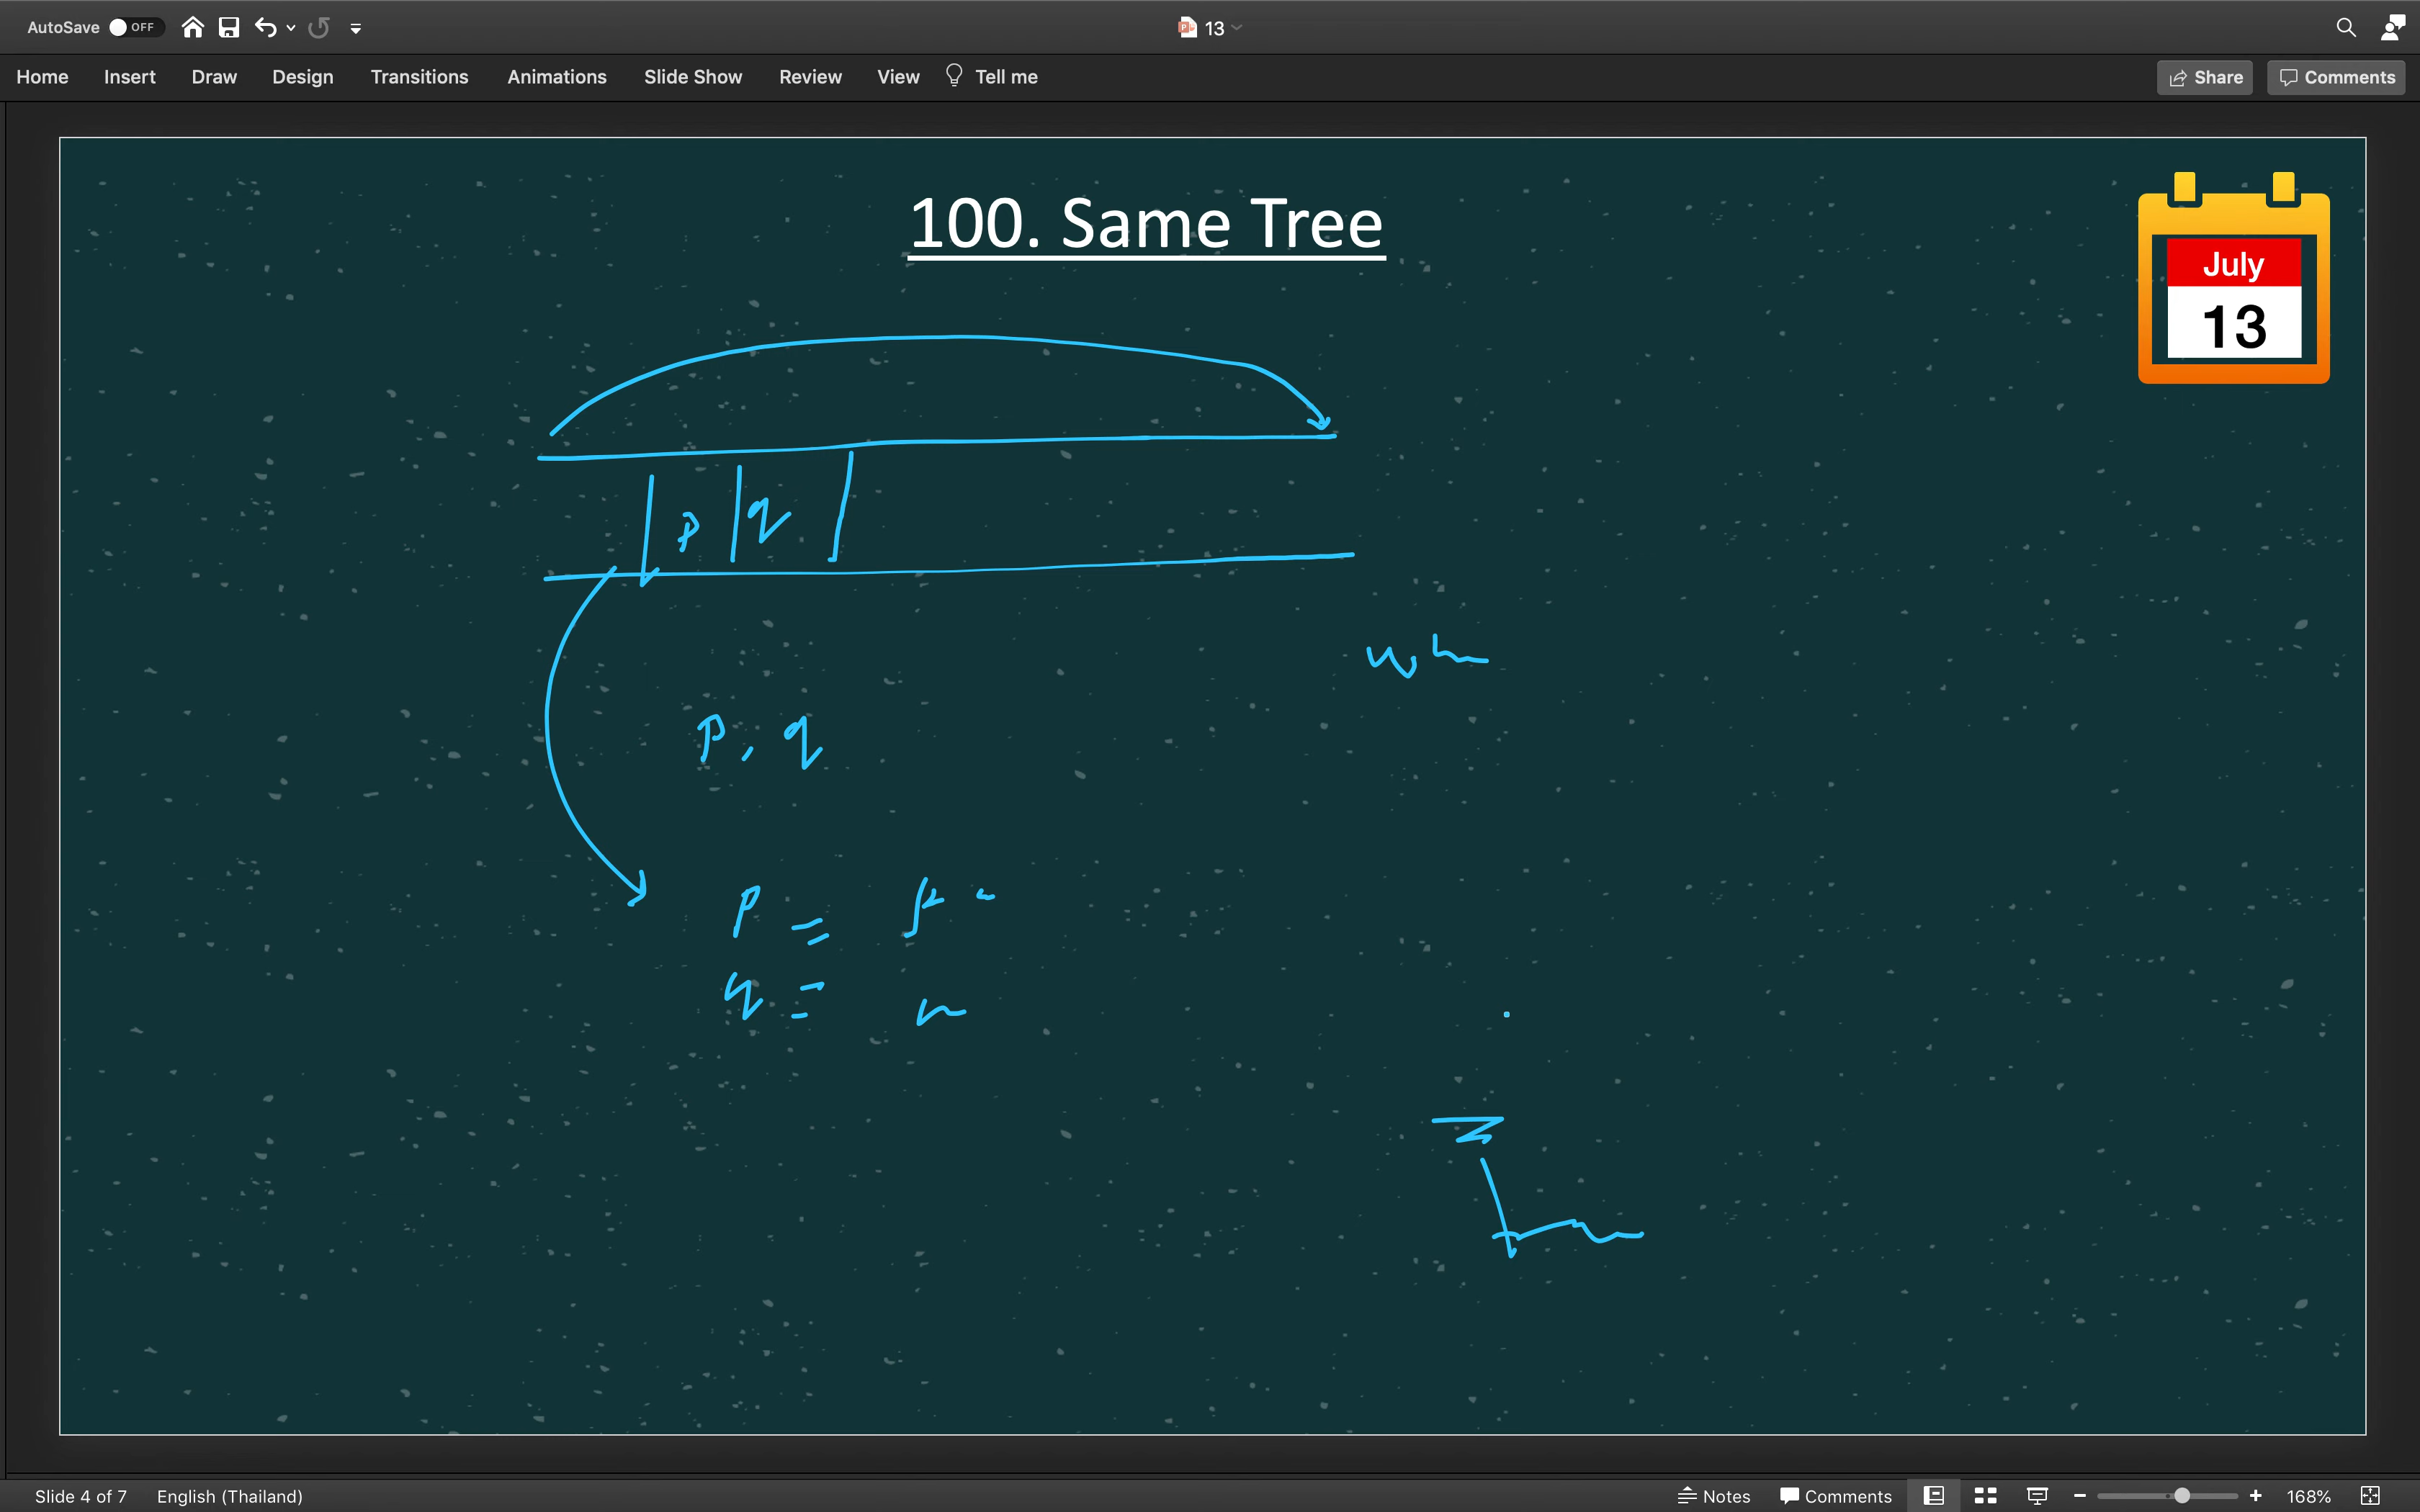 AutoSave OFF 13
Home Insert Draw Design Transitions Animations Slide Show Review View Tell me Share Comments
100. Same Tree
July
13
p q
p, q
p =
q =
Slide 4 of 7 English (Thailand) Notes Comments 168%